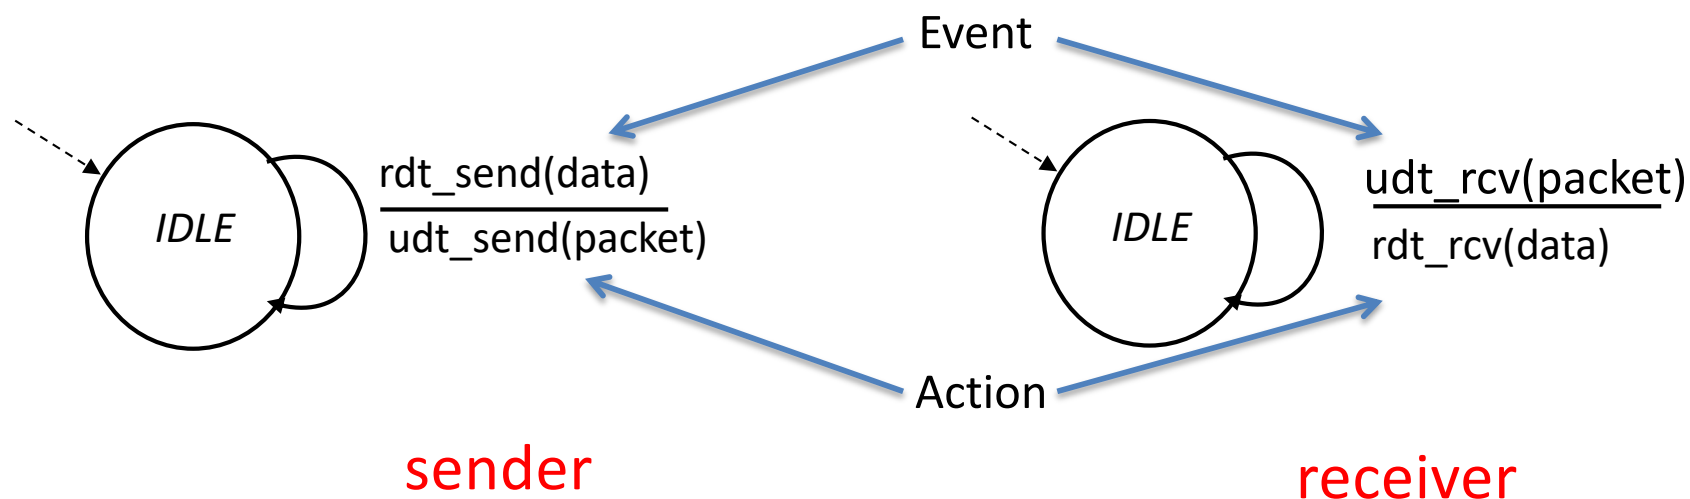 Event
rdt_send(data)
udt_send(packet)
IDLE
udt_rcv(packet)
rdt_rcv(data)
IDLE
Action
sender
receiver